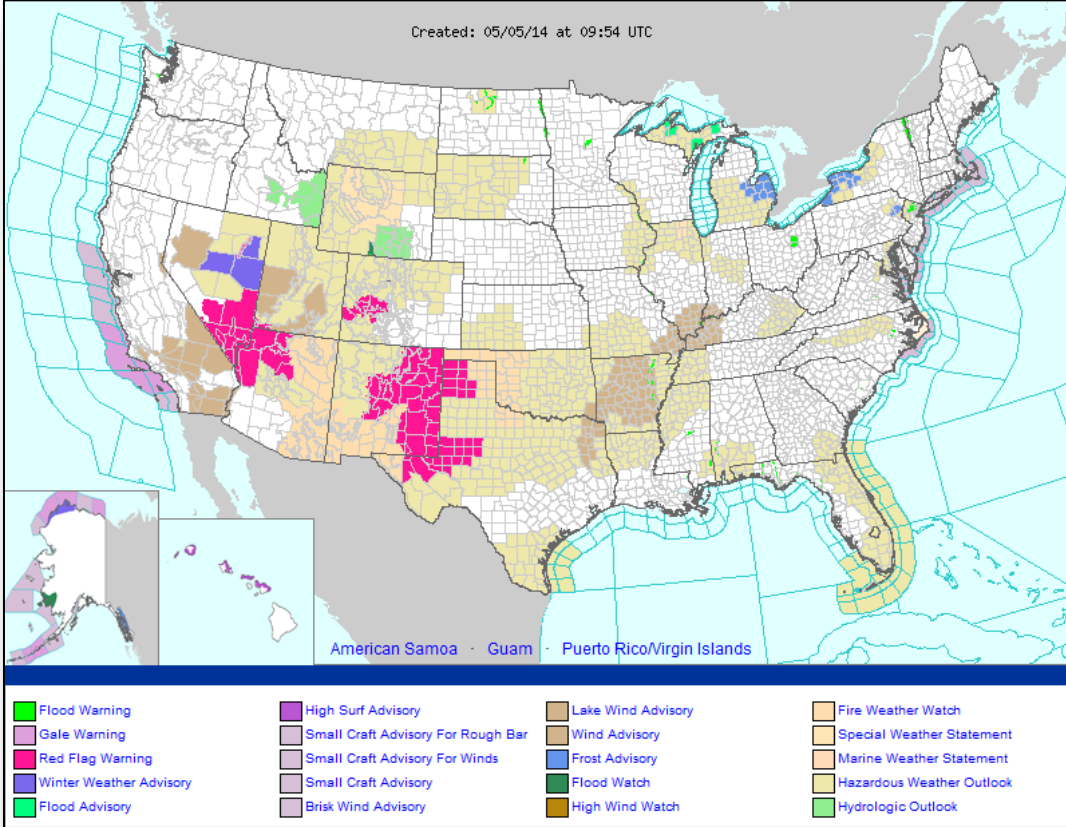 Created: 05/05/14 at 09:54 UTC
American Samoa · Guam · Puerto Rico/Virgin Islands
Flood Warning
Gale Warning
Red Flag Warning
Winter Weather Advisory
Flood Advisory
High Surf Advisory
Small Craft Advisory For Rough Bar
Small Craft Advisory For Winds
Small Craft Advisory
Brisk Wind Advisory
Lake Wind Advisory
Wind Advisory
Frost Advisory
Flood Watch
High Wind Watch
Fire Weather Watch
Special Weather Statement
Marine Weather Statement
Hazardous Weather Outlook
Hydrologic Outlook